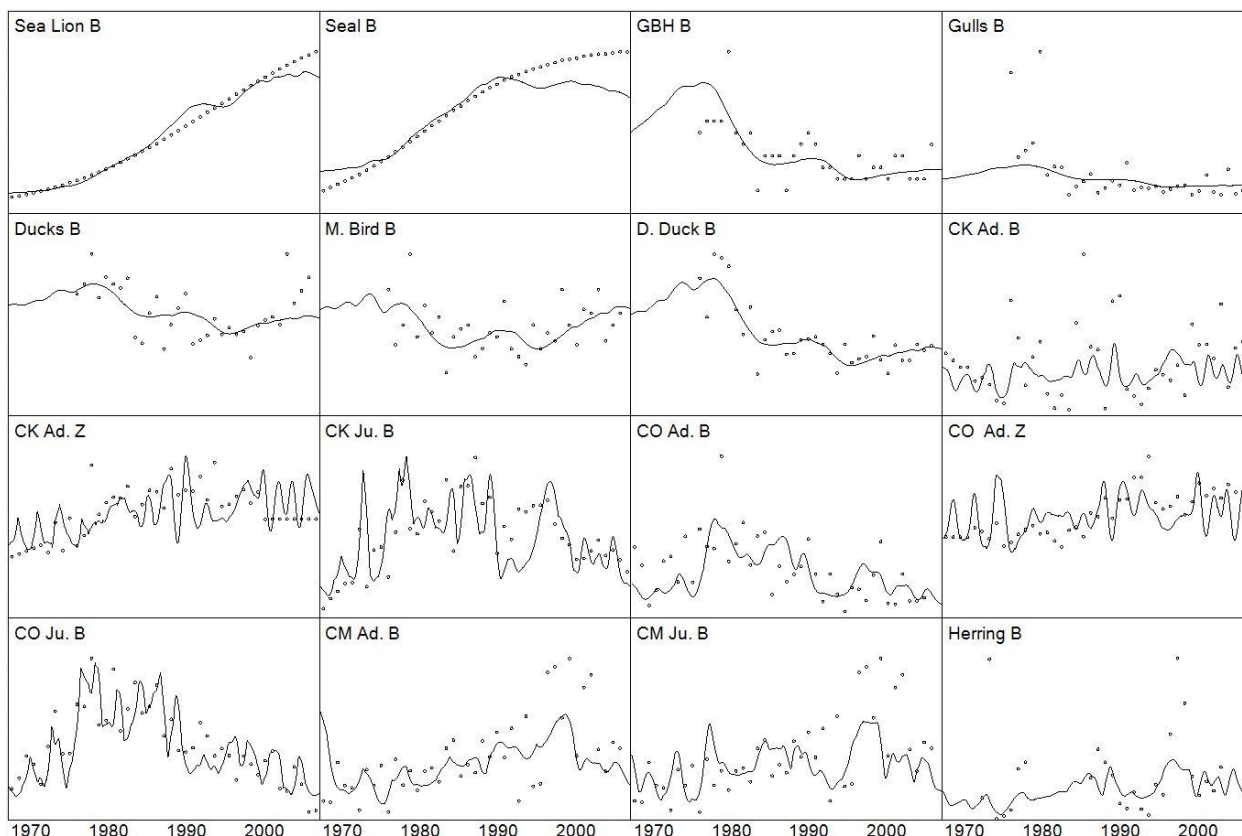 Sea Lion B Seal B GBH B Gulls B
Ducks B M. Bird B D. Duck B CK Ad. B
CK Ad. Z CK Ju. B CO Ad. B CO Ad. Z
CO Ju. B CM Ad. B CM Ju. B Herring B
1970 1980 1990 2000 1970 1980 1990 2000 1970 1980 1990 2000 1970 1980 1990 2000